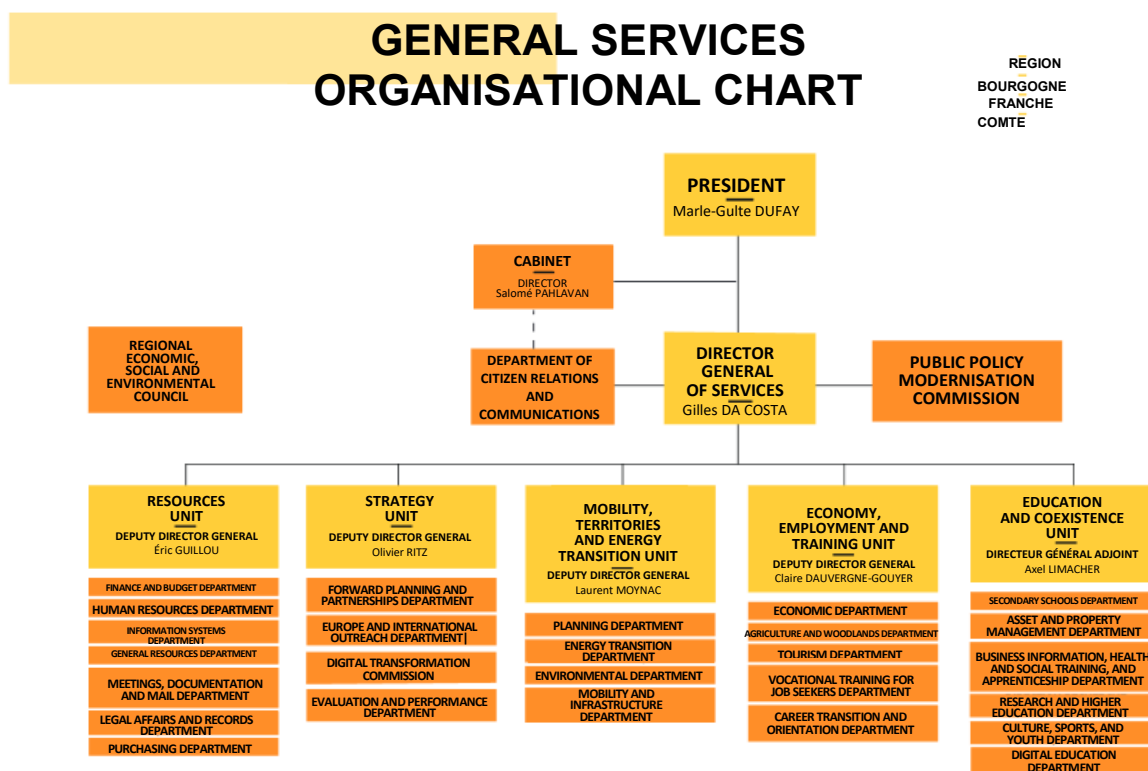 GENERAL SERVICES
ORGANISATIONAL CHART
REGION
BOURGOGNE
FRANCHE
COMTE
PRESIDENT
Marle-Gulte DUFAY
CABINET
DIRECTOR
Salomé PAHLAVAN
REGIONAL
ECONOMIC,
SOCIAL AND
ENVIRONMENTAL
COUNCIL
DEPARTMENT OF
CITIZEN RELATIONS
AND
COMMUNICATIONS
DIRECTOR
GENERAL
OF SERVICES
Gilles DA COSTA
PUBLIC POLICY
MODERNISATION
COMMISSION
RESOURCES
UNIT
DEPUTY DIRECTOR GENERAL
Éric GUILLOU
FINANCE AND BUDGET DEPARTMENT
HUMAN RESOURCES DEPARTMENT
INFORMATION SYSTEMS
DEPARTMENT
GENERAL RESOURCES DEPARTMENT
MEETINGS, DOCUMENTATION
AND MAIL DEPARTMENT
LEGAL AFFAIRS AND RECORDS
DEPARTMENT
PURCHASING DEPARTMENT
STRATEGY
UNIT
DEPUTY DIRECTOR GENERAL
Olivier RITZ
FORWARD PLANNING AND
PARTNERSHIPS DEPARTMENT
EUROPE AND INTERNATIONAL
OUTREACH DEPARTMENT|
DIGITAL TRANSFORMATION
COMMISSION
EVALUATION AND PERFORMANCE
DEPARTMENT
MOBILITY,
TERRITORIES
AND ENERGY
TRANSITION UNIT
DEPUTY DIRECTOR GENERAL
Laurent MOYNAC
PLANNING DEPARTMENT
ENERGY TRANSITION
DEPARTMENT
ENVIRONMENTAL DEPARTMENT
MOBILITY AND
INFRASTRUCTURE
DEPARTMENT
ECONOMY,
EMPLOYMENT AND
TRAINING UNIT
DEPUTY DIRECTOR GENERAL
Claire DAUVERGNE-GOUYER
ECONOMIC DEPARTMENT
AGRICULTURE AND WOODLANDS DEPARTMENT
TOURISM DEPARTMENT
VOCATIONAL TRAINING FOR
JOB SEEKERS DEPARTMENT
CAREER TRANSITION AND
ORIENTATION DEPARTMENT
EDUCATION
AND COEXISTENCE
UNIT
DIRECTEUR GÉNÉRAL ADJOINT
Axel LIMACHER
SECONDARY SCHOOLS DEPARTMENT
ASSET AND PROPERTY
MANAGEMENT DEPARTMENT
BUSINESS INFORMATION, HEALTH
AND SOCIAL TRAINING, AND
APPRENTICESHIP DEPARTMENT
RESEARCH AND HIGHER
EDUCATION DEPARTMENT
CULTURE, SPORTS, AND
YOUTH DEPARTMENT
DIGITAL EDUCATION
DEPARTMENT